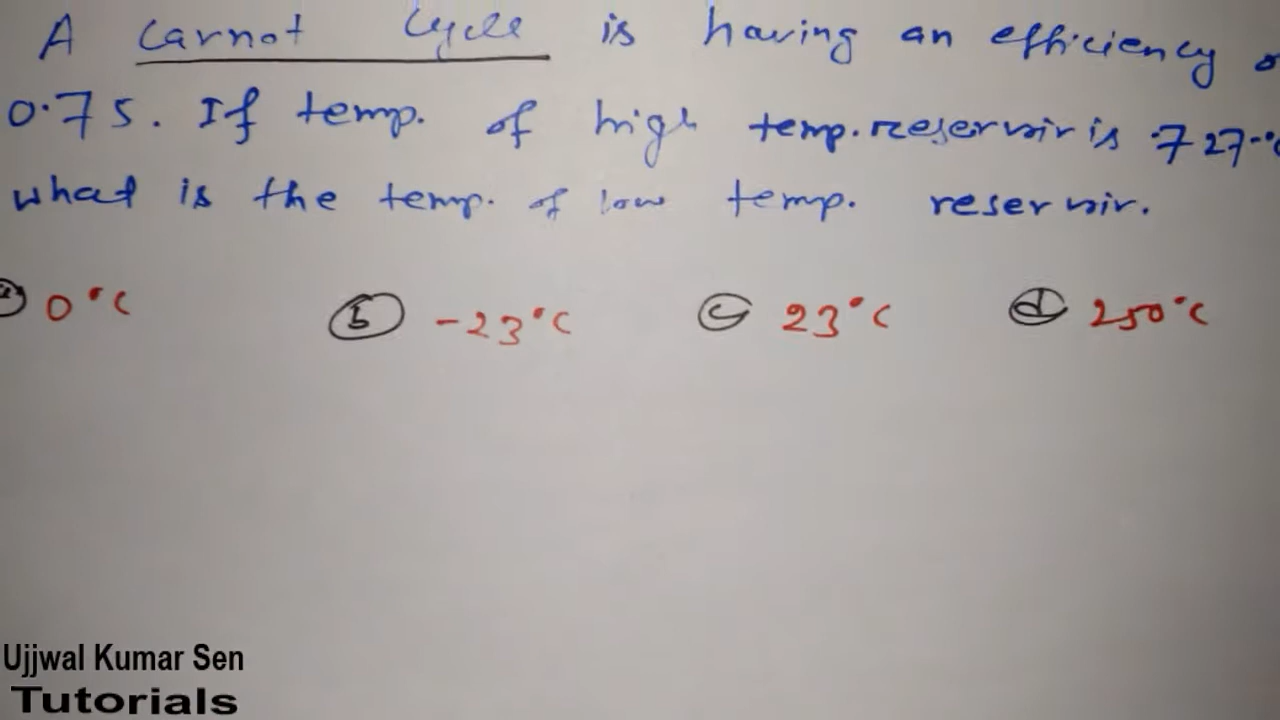 A Carnot Cycle is having an efficiency o
0.75. If temp. of high temp. reservoir is 727°C
what is the temp. of low temp. reservoir.
0°C (b) -23°C (c) 23°C (d) 250°C
Ujjwal Kumar Sen
Tutorials